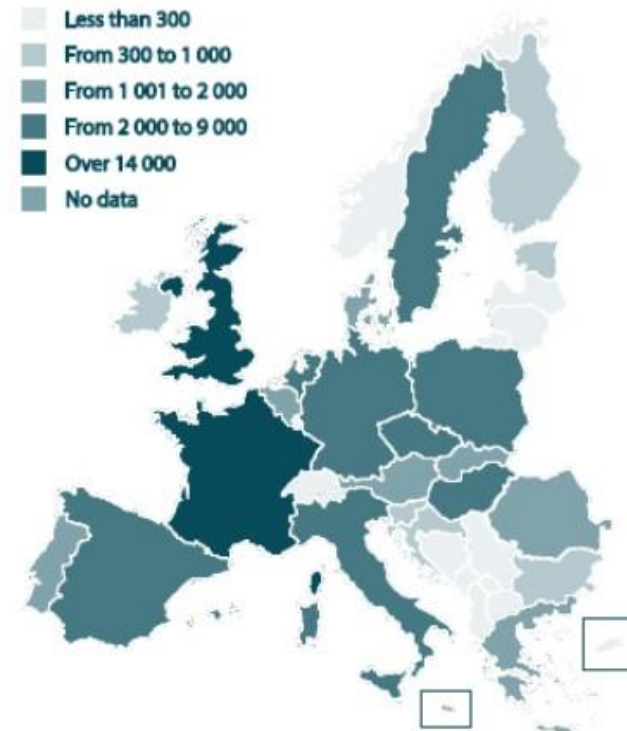 Less than 300
From 300 to 1 000
From 1 001 to 2 000
From 2 000 to 9 000
Over 14 000
No data